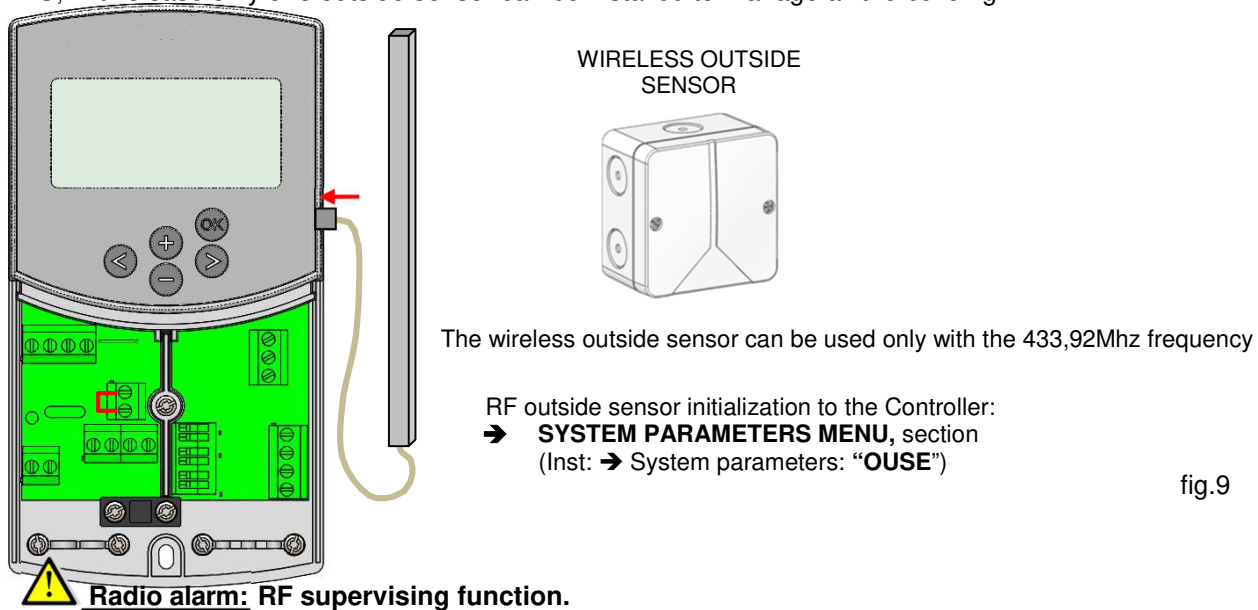 WIRELESS OUTSIDE
SENSOR
OK
+
<
>
−
The wireless outside sensor can be used only with the 433,92Mhz frequency
RF outside sensor initialization to the Controller:
➔ SYSTEM PARAMETERS MENU, section
(Inst: ➔ System parameters: “OUSE”)
fig.9
Radio alarm: RF supervising function.